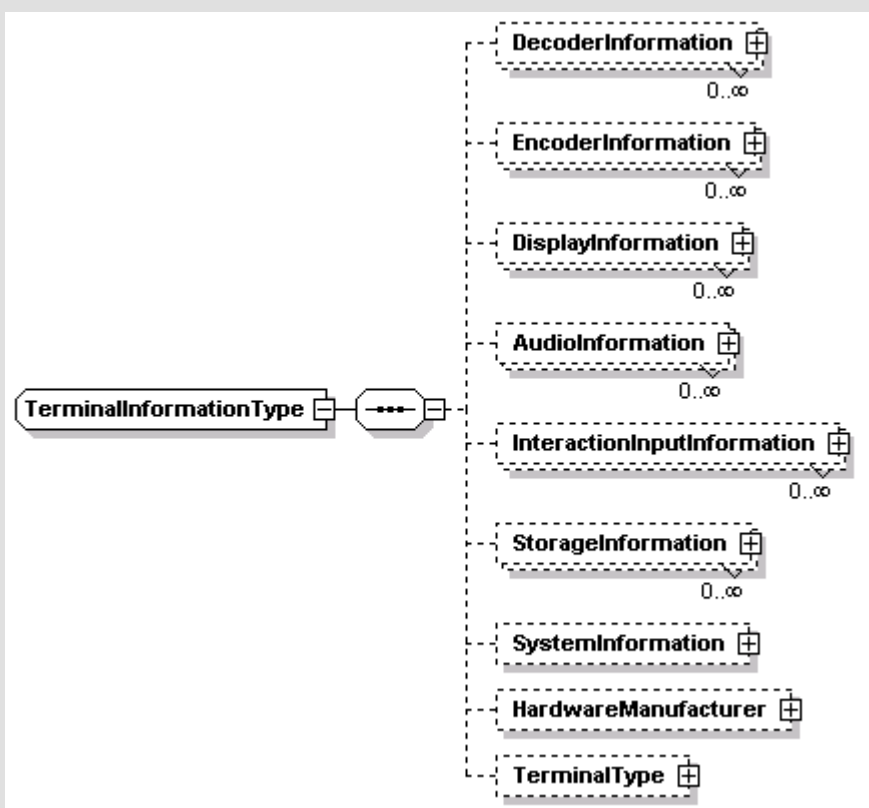 DecoderInformation
0..∞
EncoderInformation
0..∞
DisplayInformation
0..∞
AudioInformation
0..∞
TerminalInformationType
InteractionInputInformation
0..∞
StorageInformation
0..∞
SystemInformation
HardwareManufacturer
TerminalType